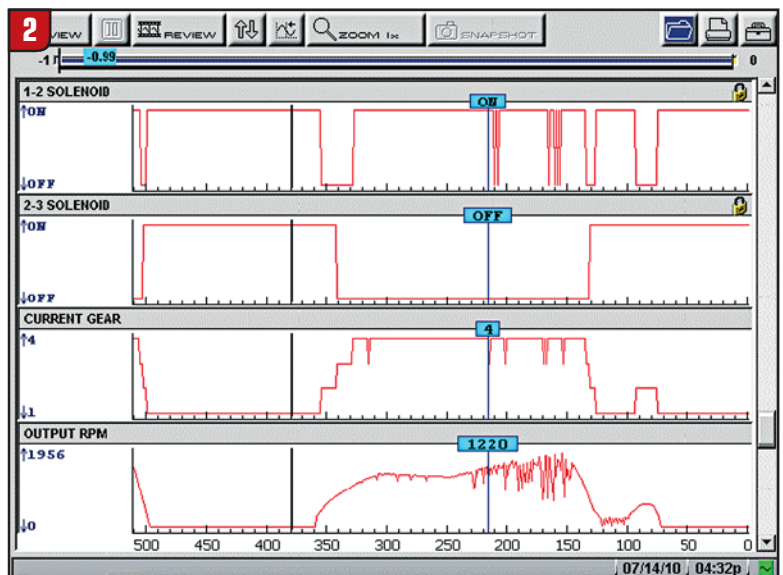 2
VIEW REVIEW ZOOM 1x SNAPSHOT
-1 -0.99 0
1-2 SOLENOID
↑ON ON
↓OFF
2-3 SOLENOID
↑ON OFF
↓OFF
CURRENT GEAR
↑4 4
↓1
OUTPUT RPM
↑1956 1220
↓0
500 450 400 350 300 250 200 150 100 50 0
07/14/10 04:32p